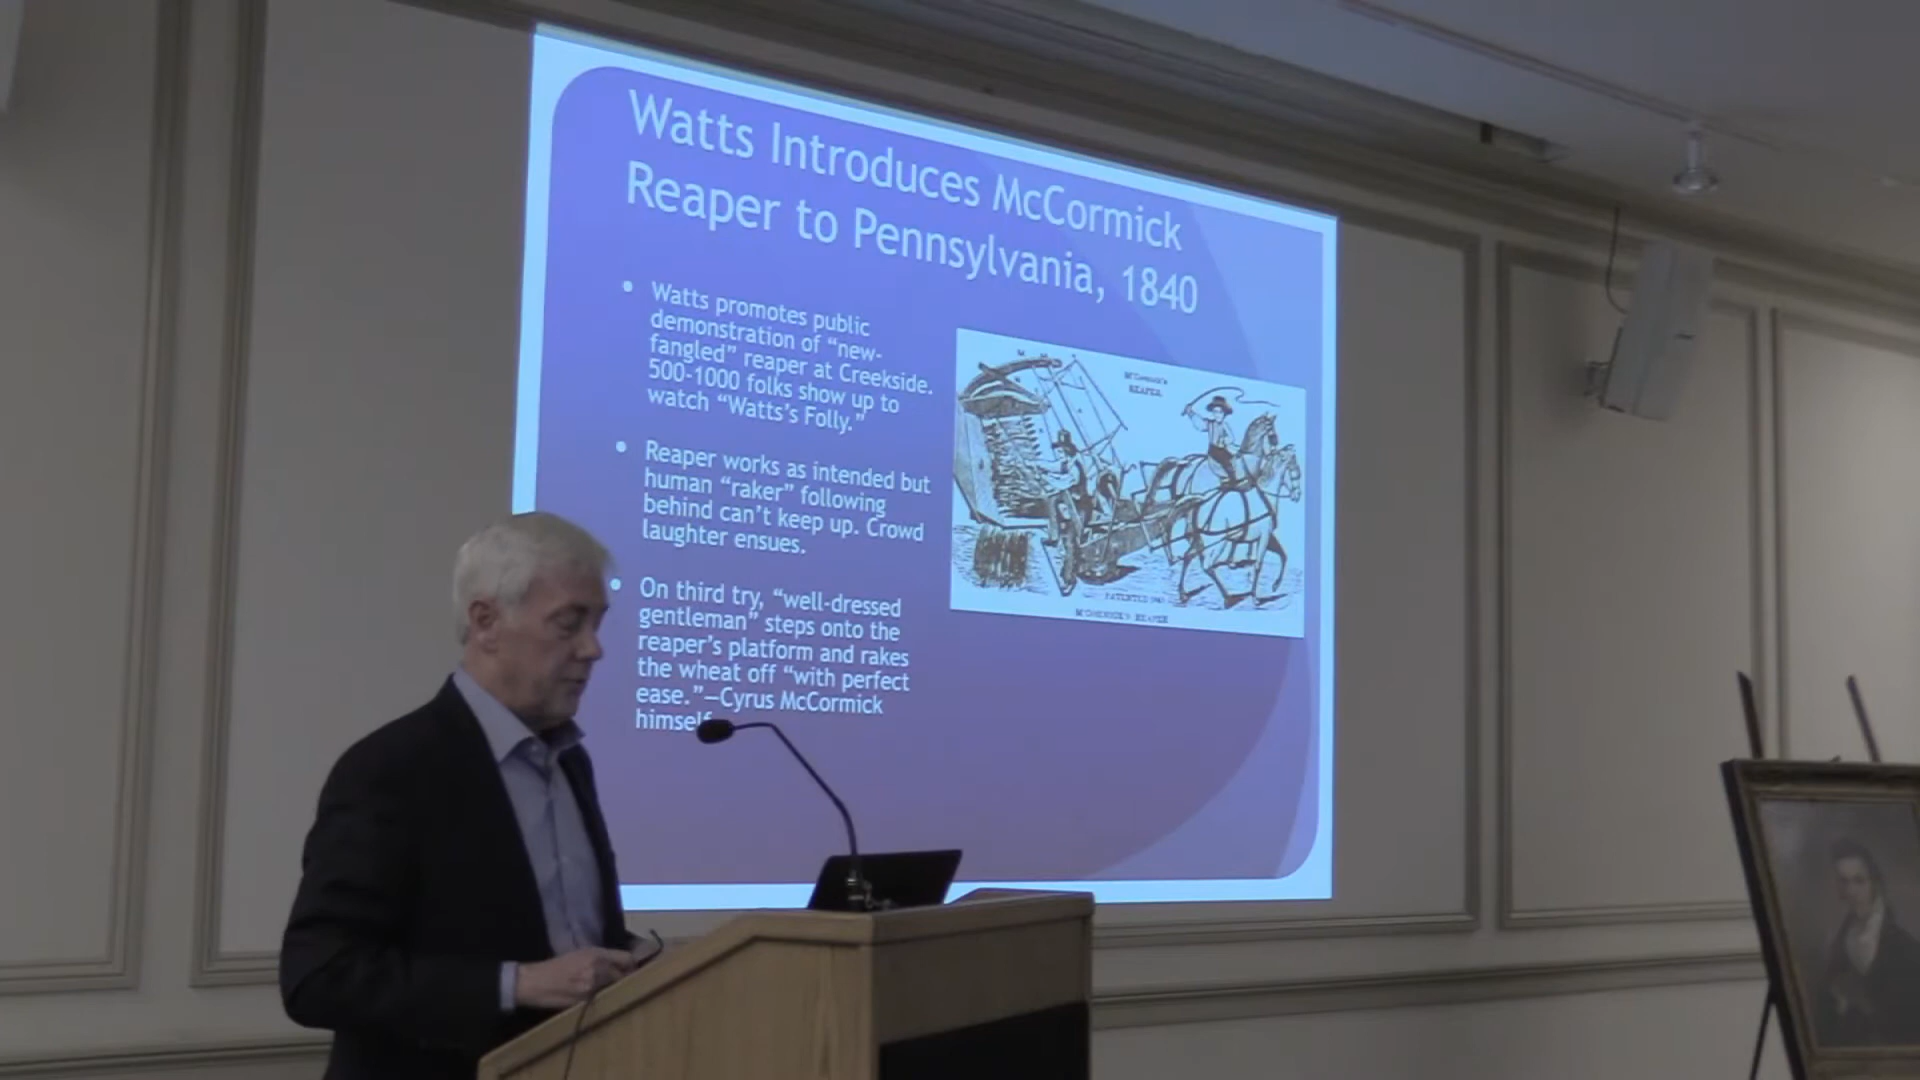 Watts Introduces McCormick
Reaper to Pennsylvania, 1840
• Watts promotes public
demonstration of “new-
fangled” reaper at Creekside.
500-1000 folks show up to
watch “Watts’s Folly.”
• Reaper works as intended but
human “raker” following
behind can’t keep up. Crowd
laughter ensues.
• On third try, “well-dressed
gentleman” steps onto the
reaper’s platform and rakes
the wheat off “with perfect
ease.”—Cyrus McCormick
himself
REAPER.
PATENTED
REAPER